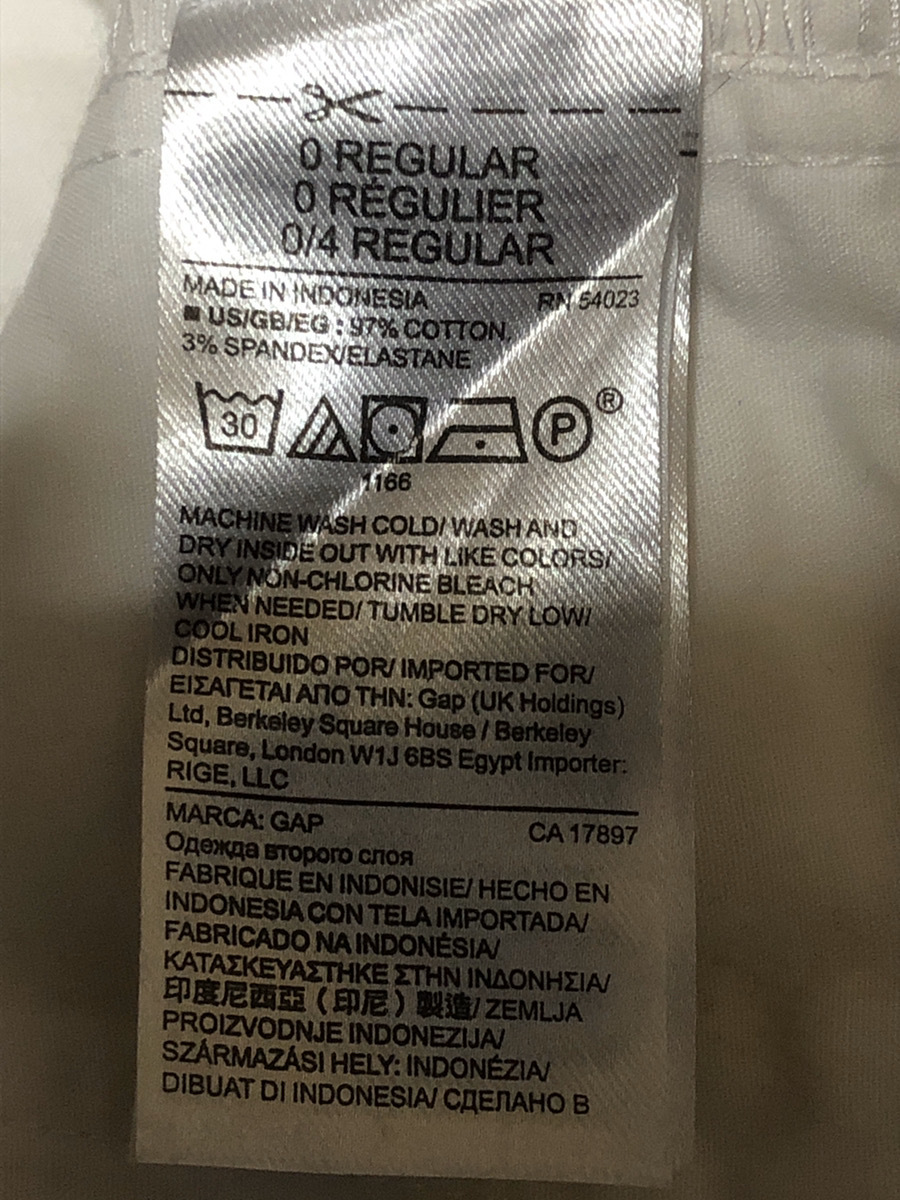 0 REGULAR
0 RÉGULIER
0/4 REGULAR
MADE IN INDONESIA RN 54023
■ US/GB/EG : 97% COTTON,
3% SPANDEX/ELASTANE
30 P ®
1166
MACHINE WASH COLD/ WASH AND
DRY INSIDE OUT WITH LIKE COLORS/
ONLY NON-CHLORINE BLEACH
WHEN NEEDED/ TUMBLE DRY LOW/
COOL IRON
DISTRIBUIDO POR/ IMPORTED FOR/
ΕΙΣΑΓΕΤΑΙ ΑΠΟ ΤΗΝ: Gap (UK Holdings)
Ltd, Berkeley Square House / Berkeley
Square, London W1J 6BS Egypt Importer:
RIGE, LLC
MARCA: GAP CA 17897
Одежда второго слоя
FABRIQUE EN INDONISIE/ HECHO EN
INDONESIA CON TELA IMPORTADA/
FABRICADO NA INDONÉSIA/
ΚΑΤΑΣΚΕΥΑΣΤΗΚΕ ΣΤΗΝ ΙΝΔΟΝΗΣΙΑ/
印度尼西亞（印尼）製造/ ZEMLJA
PROIZVODNJE INDONEZIJA/
SZÁRMAZÁSI HELY: INDONÉZIA/
DIBUAT DI INDONESIA/ СДЕЛАНО В